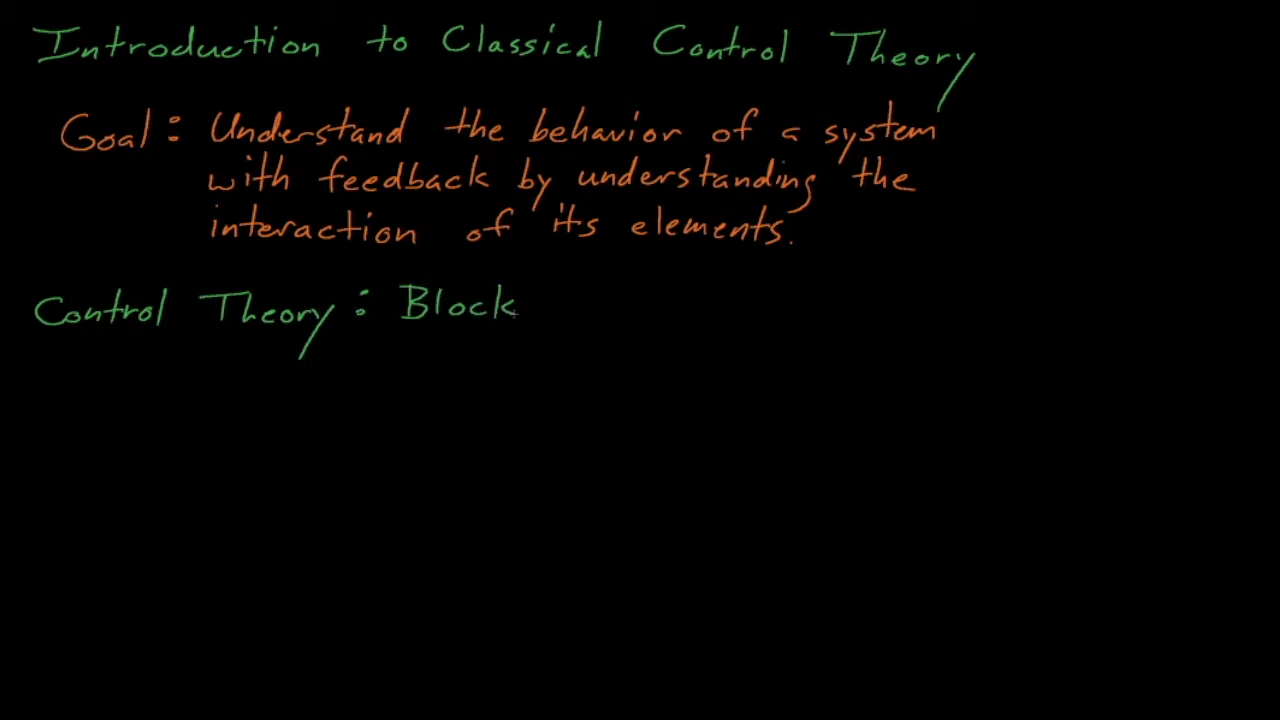 Introduction to Classical Control Theory
Goal: Understand the behavior of a system
with feedback by understanding the
interaction of its elements.
Control Theory: Block